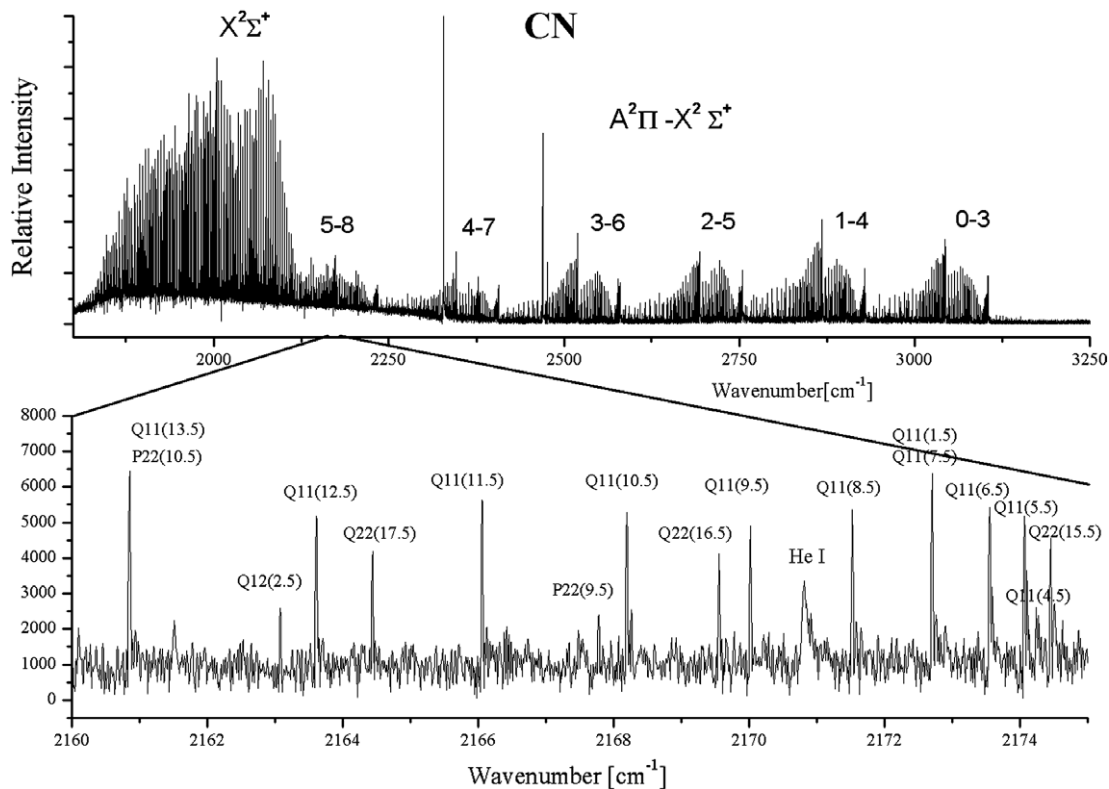 X²Σ⁺
CN
A²Π -X² Σ⁺
5-8
4-7
3-6
2-5
1-4
0-3
Relative Intensity
2000
2250
2500
2750
3000
3250
Wavenumber[cm⁻¹]
8000
7000
6000
5000
4000
3000
2000
1000
0
Q11(13.5)
P22(10.5)
Q12(2.5)
Q11(12.5)
Q22(17.5)
Q11(11.5)
P22(9.5)
Q11(10.5)
Q22(16.5)
Q11(9.5)
He I
Q11(8.5)
Q11(1.5)
Q11(7.5)
Q11(6.5)
Q11(5.5)
Q22(15.5)
Q11(4.5)
2160
2162
2164
2166
2168
2170
2172
2174
Wavenumber [cm⁻¹]